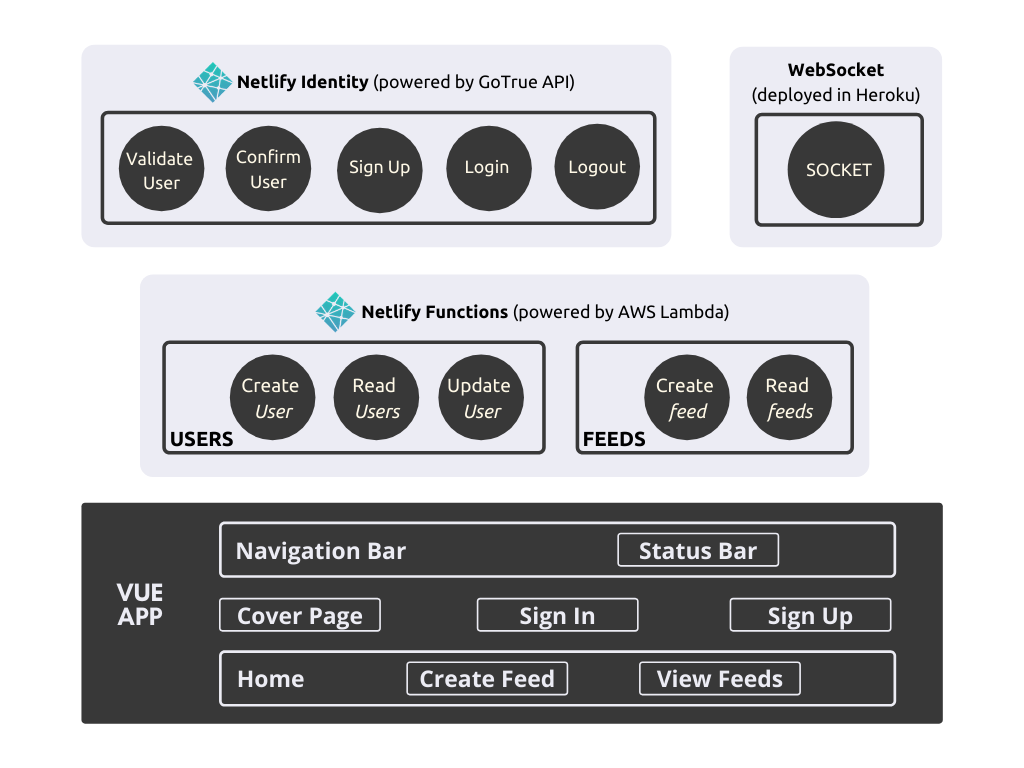 Netlify Identity (powered by GoTrue API)
Validate
User
Confirm
User
Sign Up
Login
Logout
WebSocket
(deployed in Heroku)
SOCKET
Netlify Functions (powered by AWS Lambda)
Create
User
Read
Users
Update
User
USERS
Create
feed
Read
feeds
FEEDS
VUE
APP
Navigation Bar
Status Bar
Cover Page
Sign In
Sign Up
Home
Create Feed
View Feeds